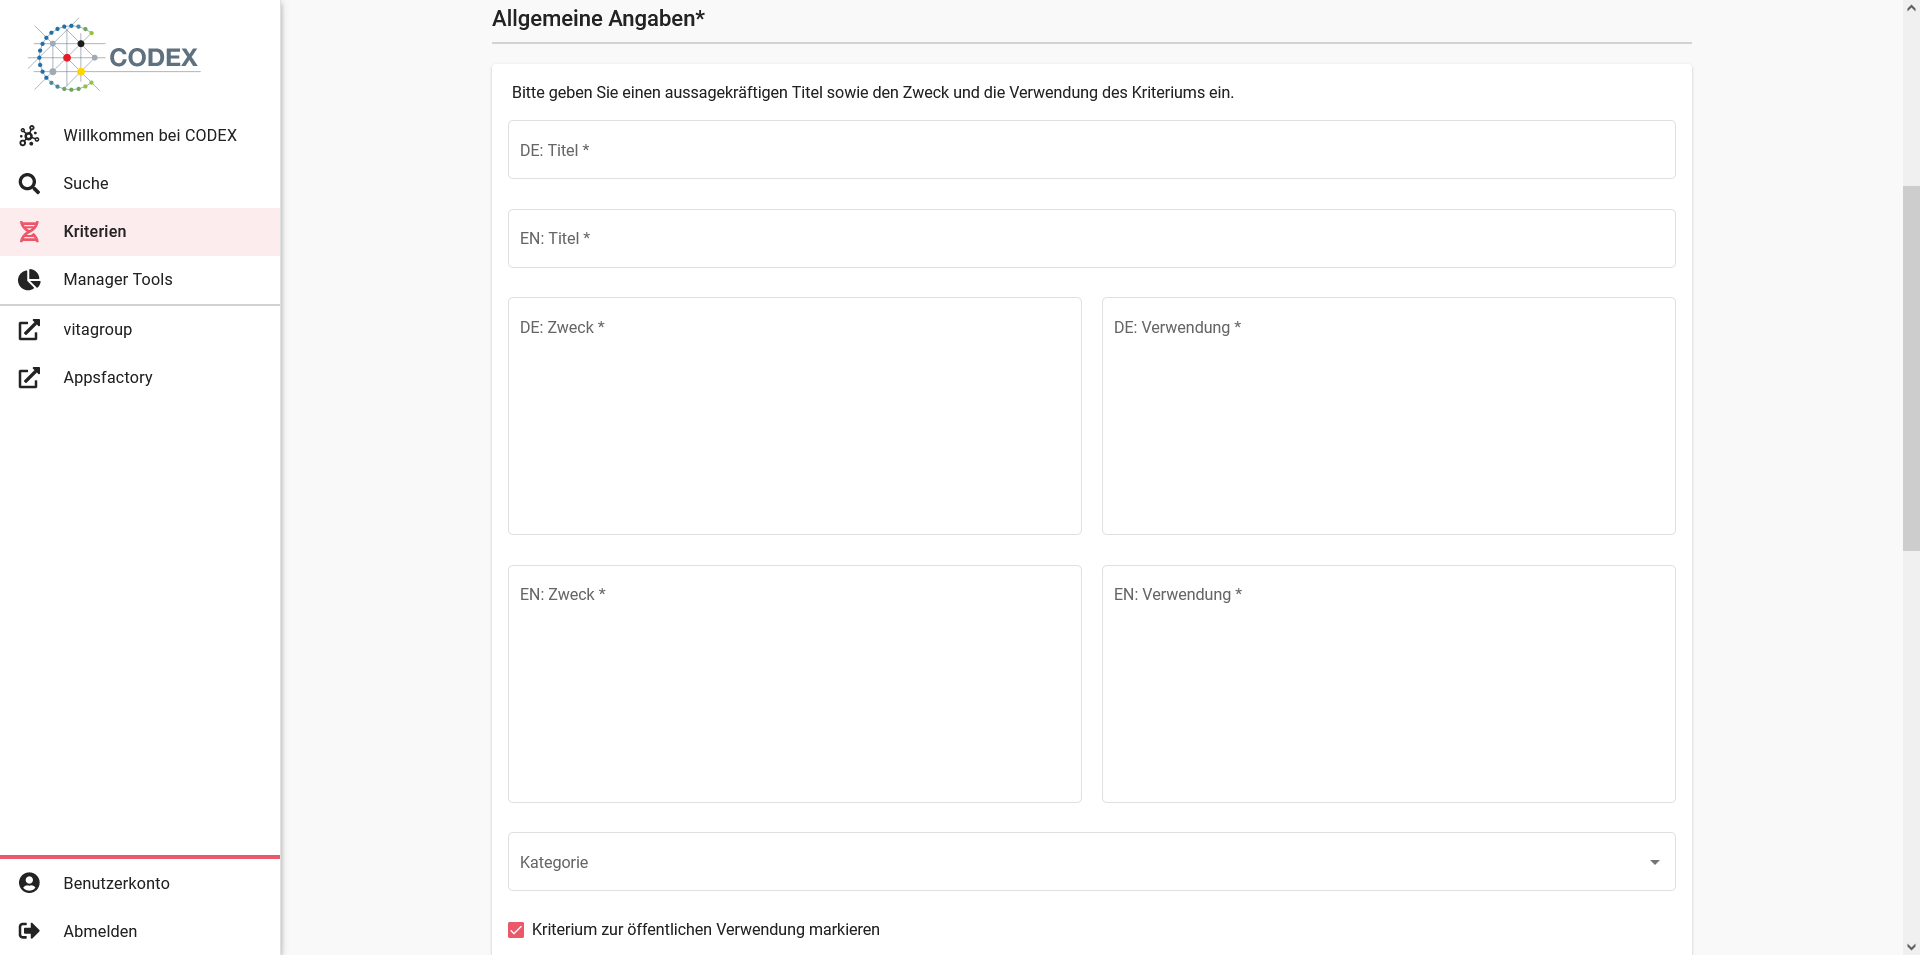 CODEX
Willkommen bei CODEX
Suche
Kriterien
Manager Tools
vitagroup
Appsfactory
Benutzerkonto
Abmelden
Allgemeine Angaben*
Bitte geben Sie einen aussagekräftigen Titel sowie den Zweck und die Verwendung des Kriteriums ein.
DE: Titel *
EN: Titel *
DE: Zweck *
DE: Verwendung *
EN: Zweck *
EN: Verwendung *
Kategorie
Kriterium zur öffentlichen Verwendung markieren